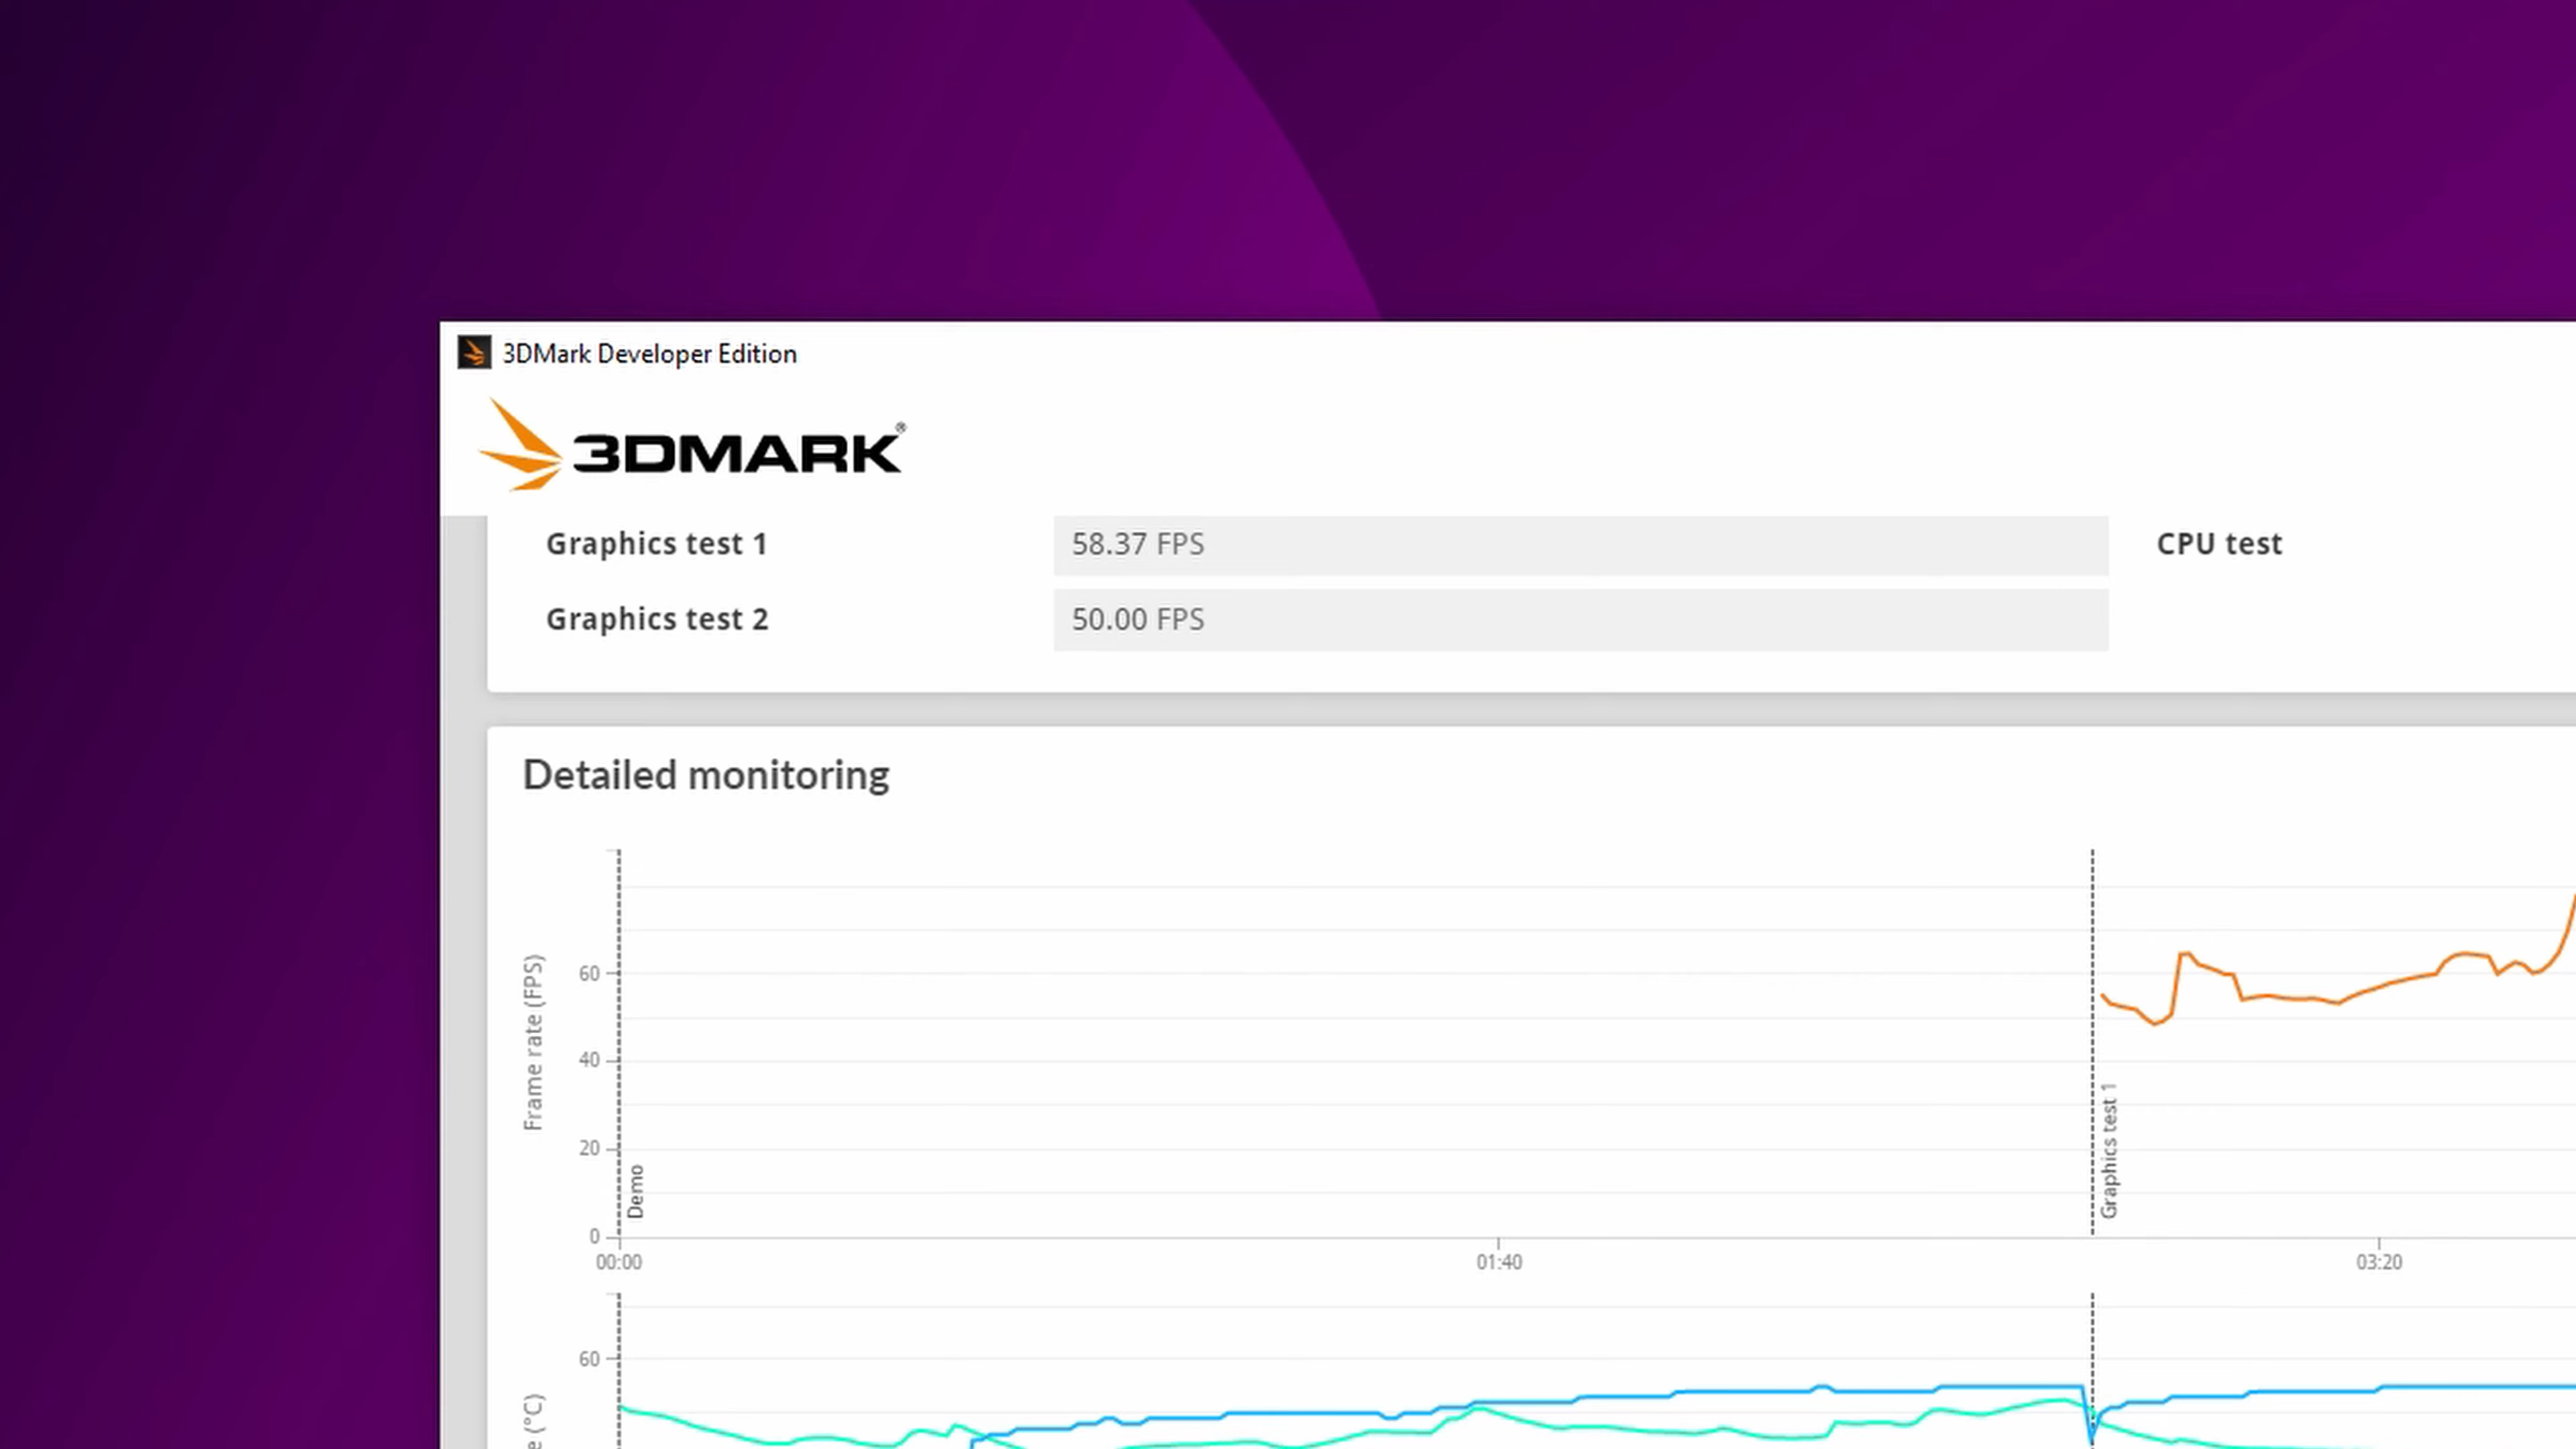 3DMark Developer Edition
3DMARK®
Graphics test 1
58.37 FPS
CPU test
Graphics test 2
50.00 FPS
Detailed monitoring
Frame rate (FPS)
60
40
20
0
Demo
Graphics test 1
00:00
01:40
03:20
60
(°C)